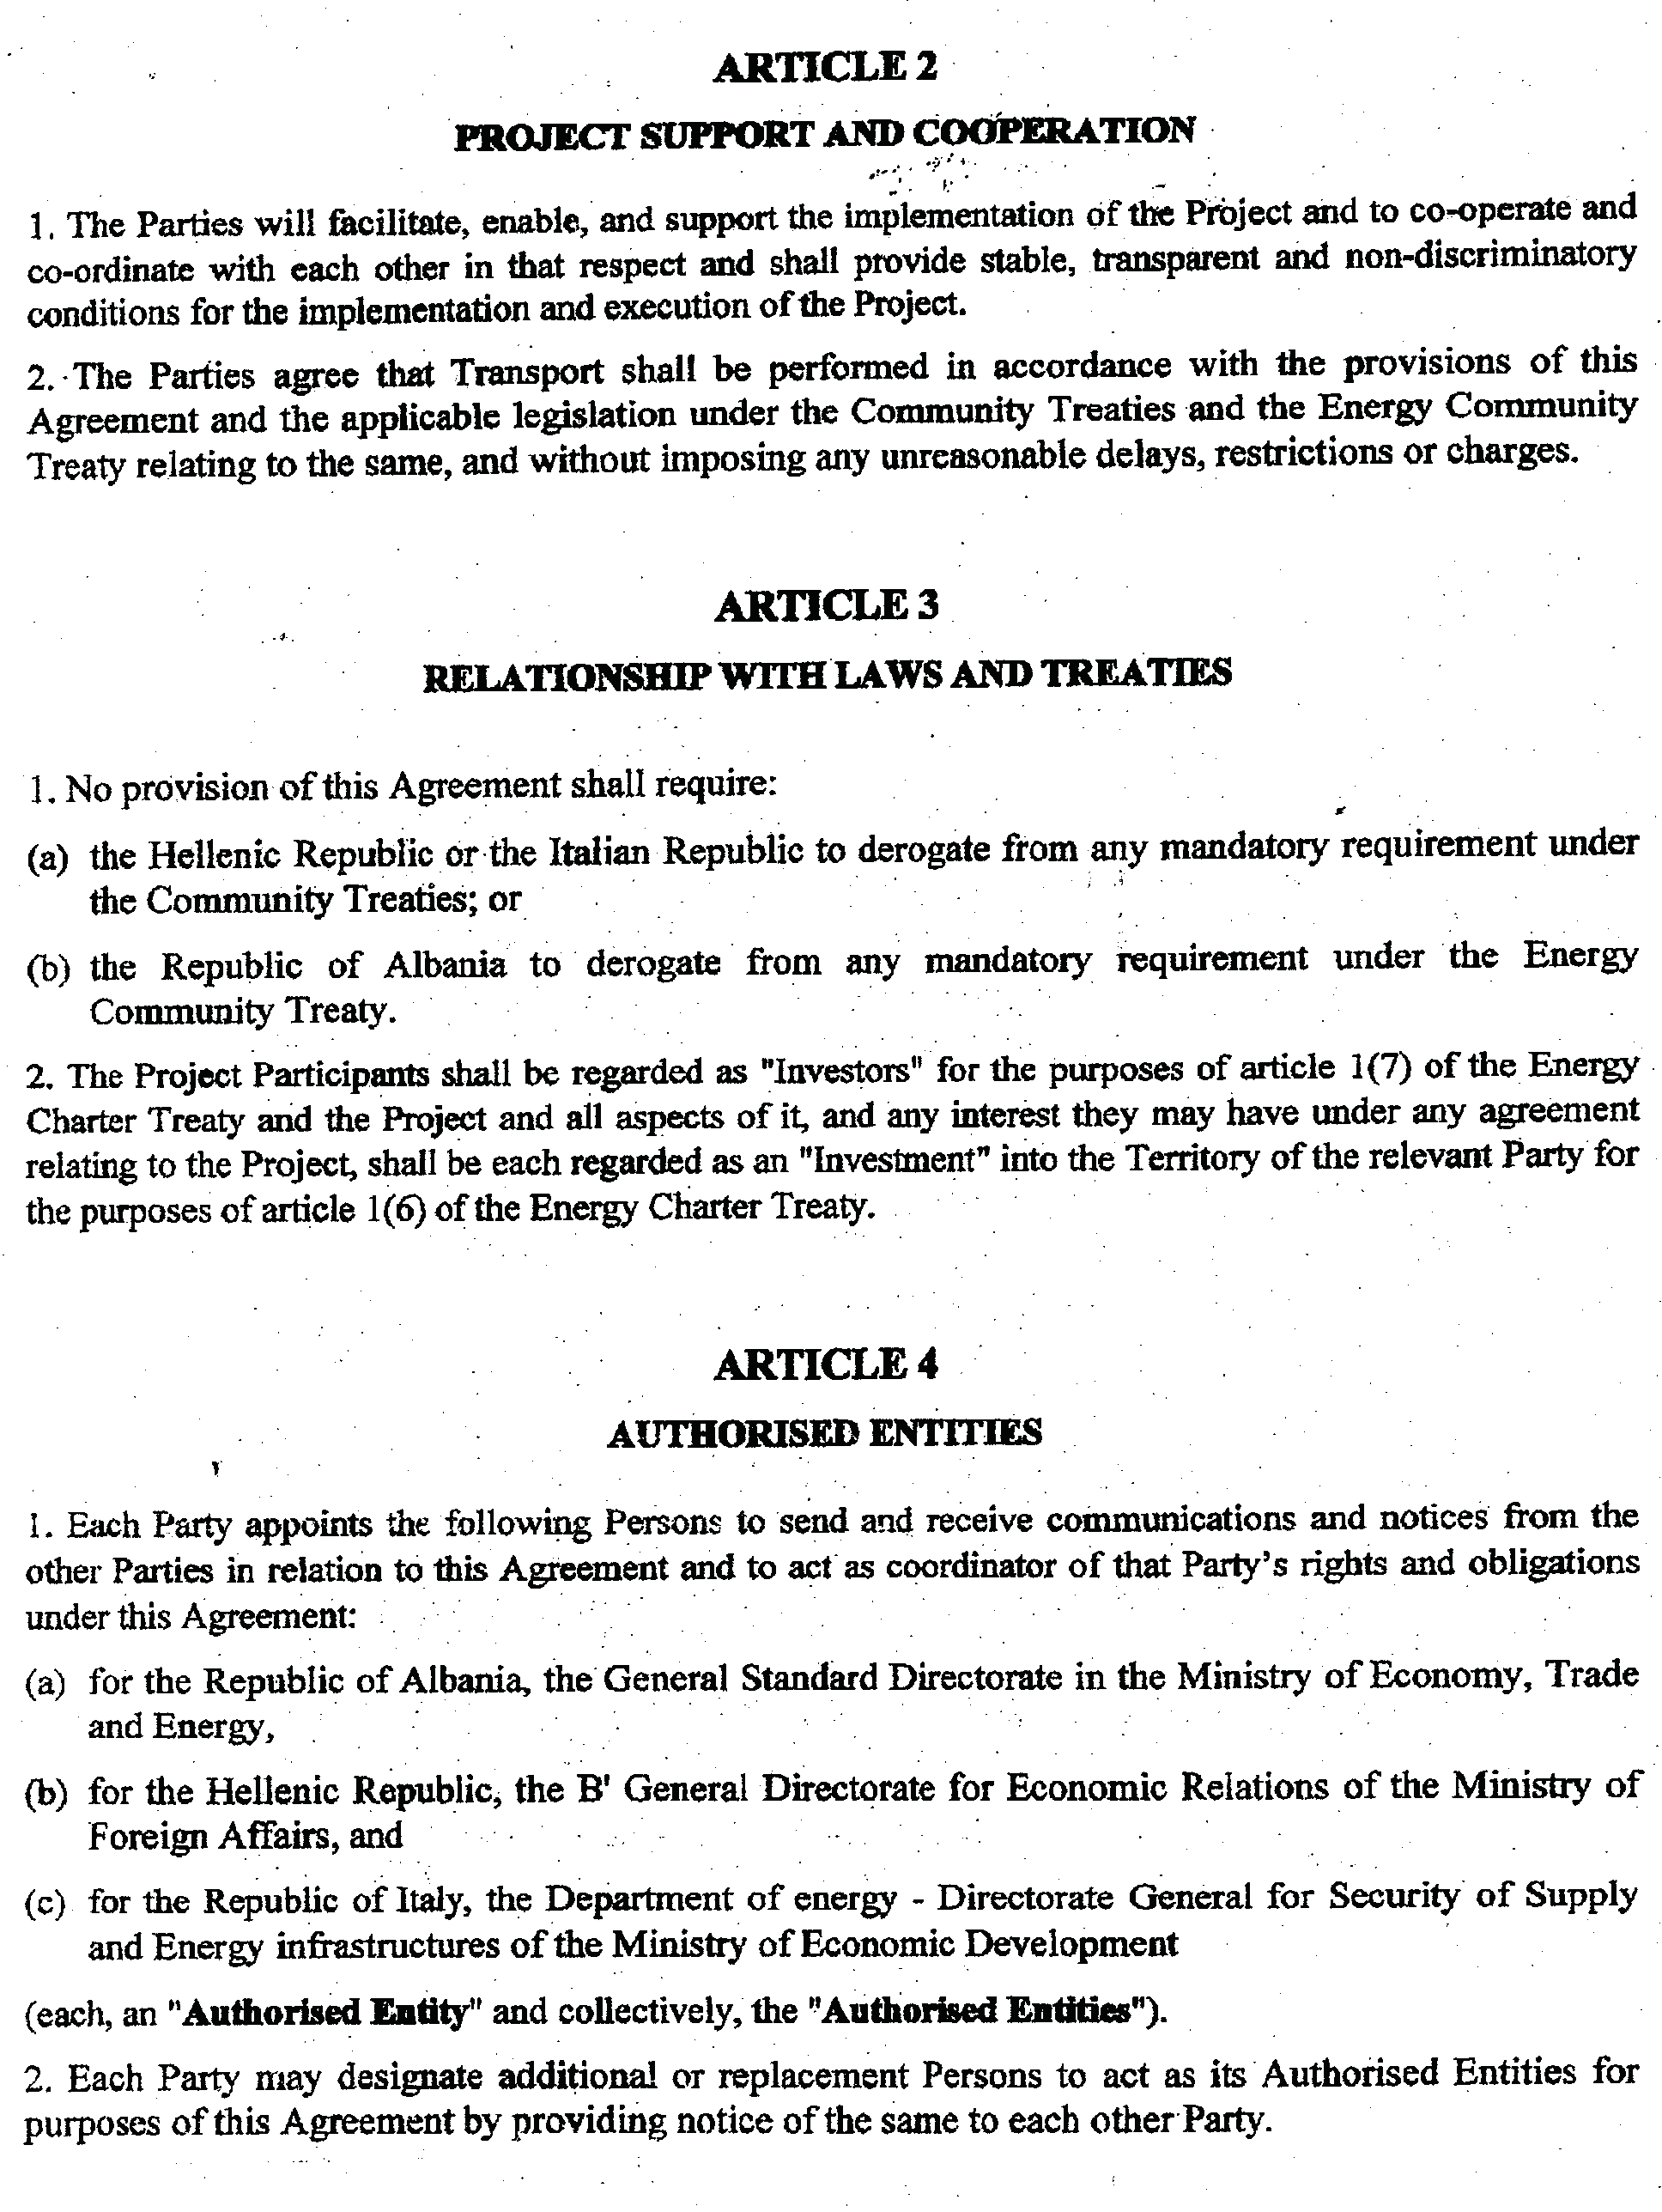 ARTICLE 2
PROJECT SUPPORT AND COOPERATION
1. The Parties will facilitate, enable, and support the implementation of the Project and to co-operate and
co-ordinate with each other in that respect and shall provide stable, transparent and non-discriminatory
conditions for the implementation and execution of the Project.
2. The Parties agree that Transport shall be performed in accordance with the provisions of this
Agreement and the applicable legislation under the Community Treaties and the Energy Community
Treaty relating to the same, and without imposing any unreasonable delays, restrictions or charges.
ARTICLE 3
RELATIONSHIP WITH LAWS AND TREATIES
1. No provision of this Agreement shall require:
(a) the Hellenic Republic or the Italian Republic to derogate from any mandatory requirement under
the Community Treaties; or
(b) the Republic of Albania to derogate from any mandatory requirement under the Energy
Community Treaty.
2. The Project Participants shall be regarded as "Investors" for the purposes of article 1(7) of the Energy
Charter Treaty and the Project and all aspects of it, and any interest they may have under any agreement
relating to the Project, shall be each regarded as an "Investment" into the Territory of the relevant Party for
the purposes of article 1(6) of the Energy Charter Treaty.
ARTICLE 4
AUTHORISED ENTITIES
1. Each Party appoints the following Persons to send and receive communications and notices from the
other Parties in relation to this Agreement and to act as coordinator of that Party's rights and obligations
under this Agreement:
(a) for the Republic of Albania, the General Standard Directorate in the Ministry of Economy, Trade
and Energy,
(b) for the Hellenic Republic, the B' General Directorate for Economic Relations of the Ministry of
Foreign Affairs, and
(c) for the Republic of Italy, the Department of energy - Directorate General for Security of Supply
and Energy infrastructures of the Ministry of Economic Development
(each, an "Authorised Entity" and collectively, the "Authorised Entities").
2. Each Party may designate additional or replacement Persons to act as its Authorised Entities for
purposes of this Agreement by providing notice of the same to each other Party.